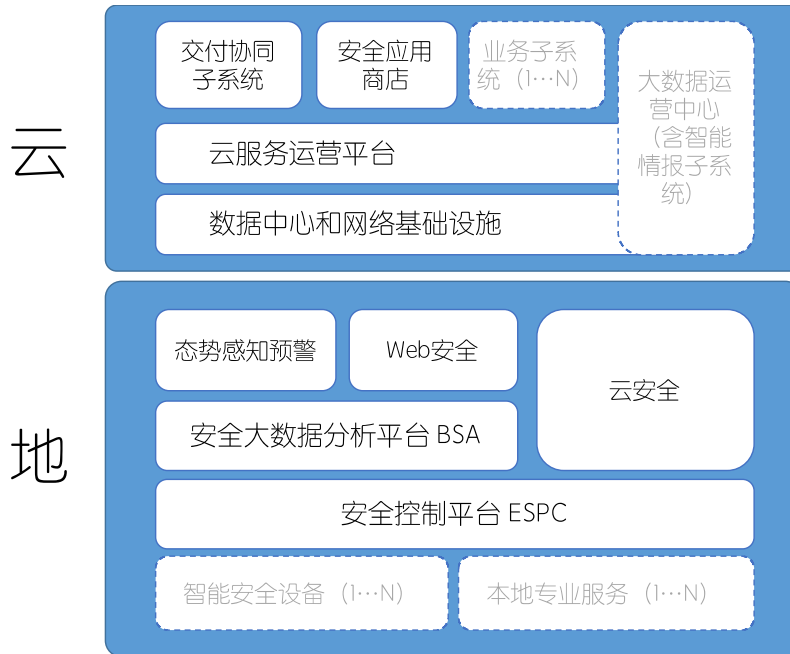 云
交付协同
子系统
安全应用
商店
业务子系
统（1…N）
大数据运
营中心
（含智能
情报子系
统）
云服务运营平台
数据中心和网络基础设施
地
态势感知预警
Web安全
云安全
安全大数据分析平台 BSA
安全控制平台 ESPC
智能安全设备（1…N）
本地专业服务（1…N）